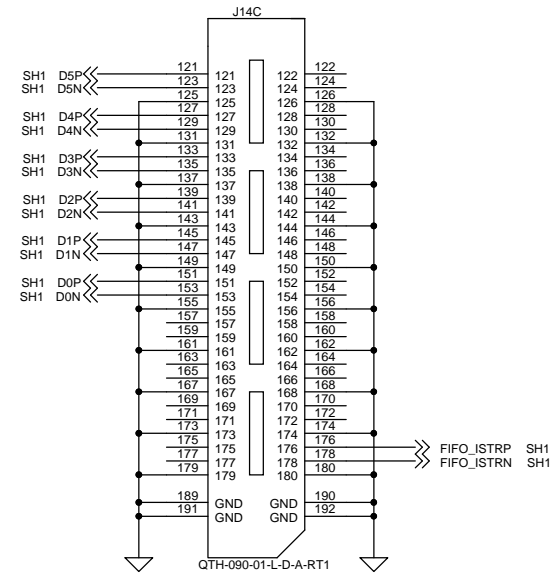 J14C
SH1 D5P 121 121 122 122
SH1 D5N 123 123 124 124
125 125 126 126
SH1 D4P 127 127 128 128
SH1 D4N 129 129 130 130
131 131 132 132
SH1 D3P 133 133 134 134
SH1 D3N 135 135 136 136
137 137 138 138
SH1 D2P 139 139 140 140
SH1 D2N 141 141 142 142
143 143 144 144
SH1 D1P 145 145 146 146
SH1 D1N 147 147 148 148
149 149 150 150
SH1 D0P 151 151 152 152
SH1 D0N 153 153 154 154
155 155 156 156
157 157 158 158
159 159 160 160
161 161 162 162
163 163 164 164
165 165 166 166
167 167 168 168
169 169 170 170
171 171 172 172
173 173 174 174
175 175 176 176 FIFO_ISTRP SH1
177 177 178 178 FIFO_ISTRN SH1
179 179 180 180
189 GND GND 190
191 GND GND 192
QTH-090-01-L-D-A-RT1